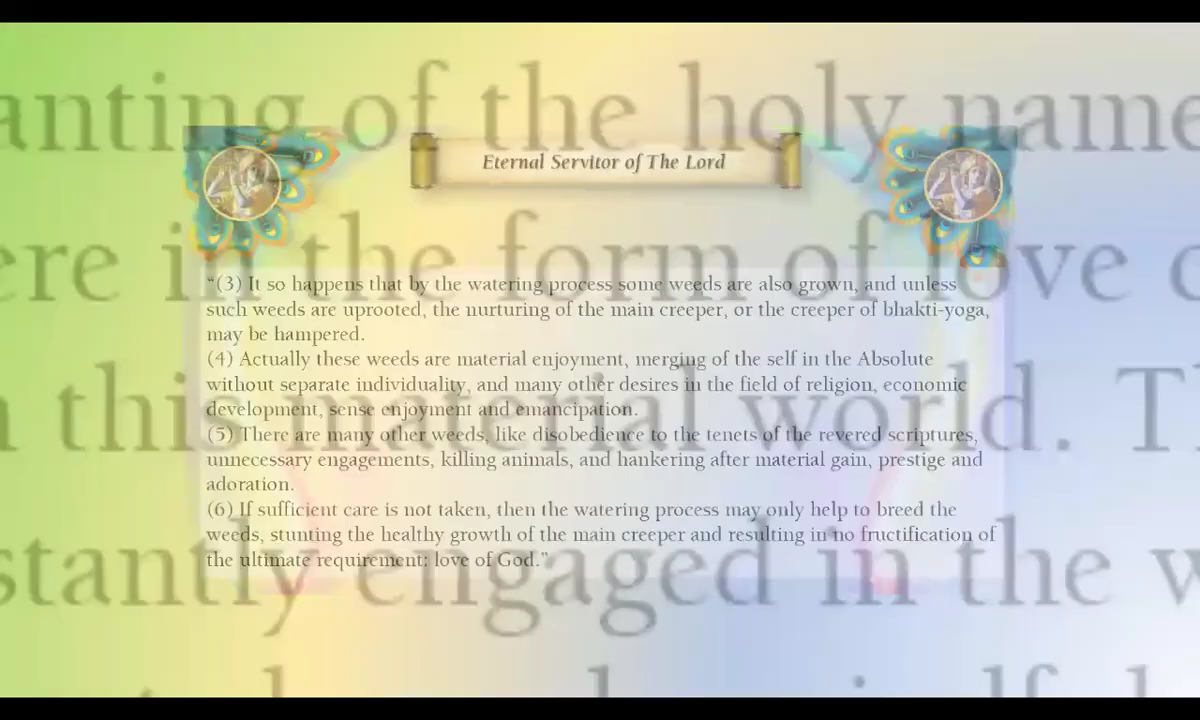 anting of the holy name
Eternal Servitor of The Lord
ere in the form of love
"(3) It so happens that by the watering process some weeds are also grown, and unless
such weeds are uprooted, the nurturing of the main creeper, or the creeper of bhakti-yoga,
may be hampered.
(4) Actually these weeds are material enjoyment, merging of the self in the Absolute
without separate individuality, and many other desires in the field of religion, economic
development, sense enjoyment and emancipation.
this material world.
(5) There are many other weeds, like disobedience to the tenets of the revered scriptures,
unnecessary engagements, killing animals, and hankering after material gain, prestige and
adoration.
(6) If sufficient care is not taken, then the watering process may only help to breed the
weeds, stunting the healthy growth of the main creeper and resulting in no fructification of
the ultimate requirement: love of God."
stantly engaged in the w